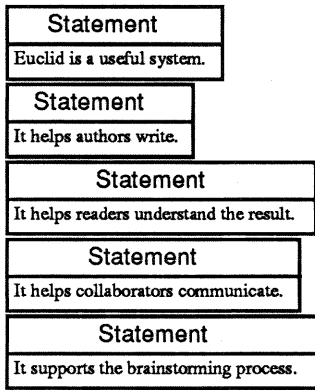 Statement
Euclid is a useful system.
Statement
It helps authors write.
Statement
It helps readers understand the result.
Statement
It helps collaborators communicate.
Statement
It supports the brainstorming process.